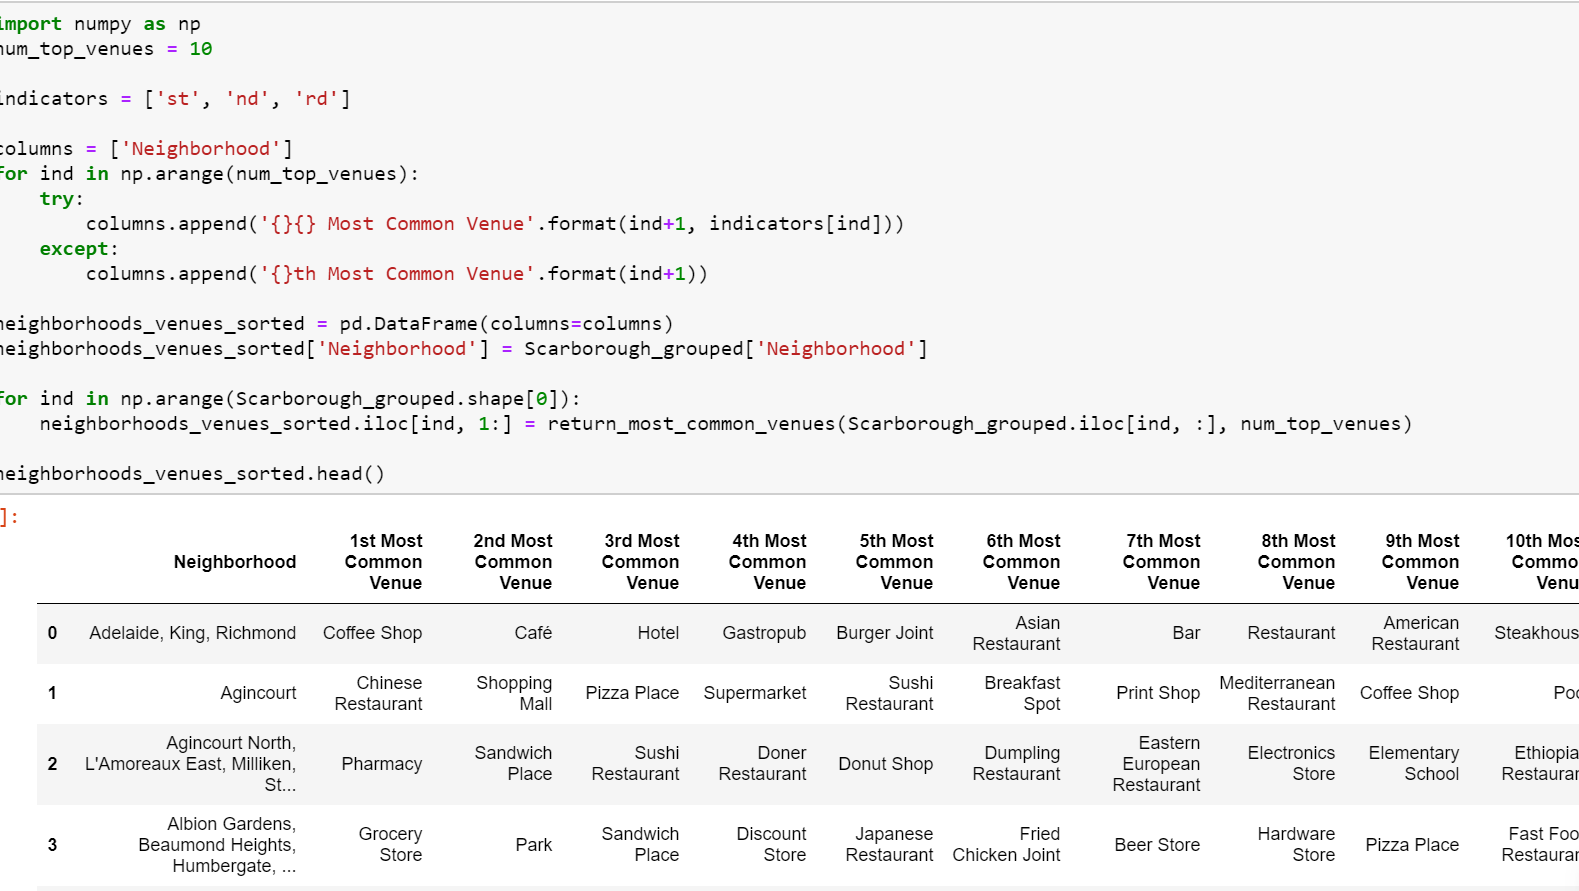 import numpy as np
num_top_venues = 10
indicators = ['st', 'nd', 'rd']
columns = ['Neighborhood']
for ind in np.arange(num_top_venues):
    try:
        columns.append('{}{} Most Common Venue'.format(ind+1, indicators[ind]))
    except:
        columns.append('{}th Most Common Venue'.format(ind+1))
neighborhoods_venues_sorted = pd.DataFrame(columns=columns)
neighborhoods_venues_sorted['Neighborhood'] = Scarborough_grouped['Neighborhood']
for ind in np.arange(Scarborough_grouped.shape[0]):
    neighborhoods_venues_sorted.iloc[ind, 1:] = return_most_common_venues(Scarborough_grouped.iloc[ind, :], num_top_venues)
neighborhoods_venues_sorted.head()
]:
Neighborhood 1st Most Common Venue 2nd Most Common Venue 3rd Most Common Venue 4th Most Common Venue 5th Most Common Venue 6th Most Common Venue 7th Most Common Venue 8th Most Common Venue 9th Most Common Venue 10th Mos Commo Venu
0 Adelaide, King, Richmond Coffee Shop Café Hotel Gastropub Burger Joint Asian Restaurant Bar Restaurant American Restaurant Steakhous
1 Agincourt Chinese Restaurant Shopping Mall Pizza Place Supermarket Sushi Restaurant Breakfast Spot Print Shop Mediterranean Restaurant Coffee Shop Poo
2 Agincourt North, L'Amoreaux East, Milliken, St... Pharmacy Sandwich Place Sushi Restaurant Doner Restaurant Donut Shop Dumpling Restaurant Eastern European Restaurant Electronics Store Elementary School Ethiopia Restauran
3 Albion Gardens, Beaumond Heights, Humbergate, ... Grocery Store Park Sandwich Place Discount Store Japanese Restaurant Fried Chicken Joint Beer Store Hardware Store Pizza Place Fast Foo Restauran